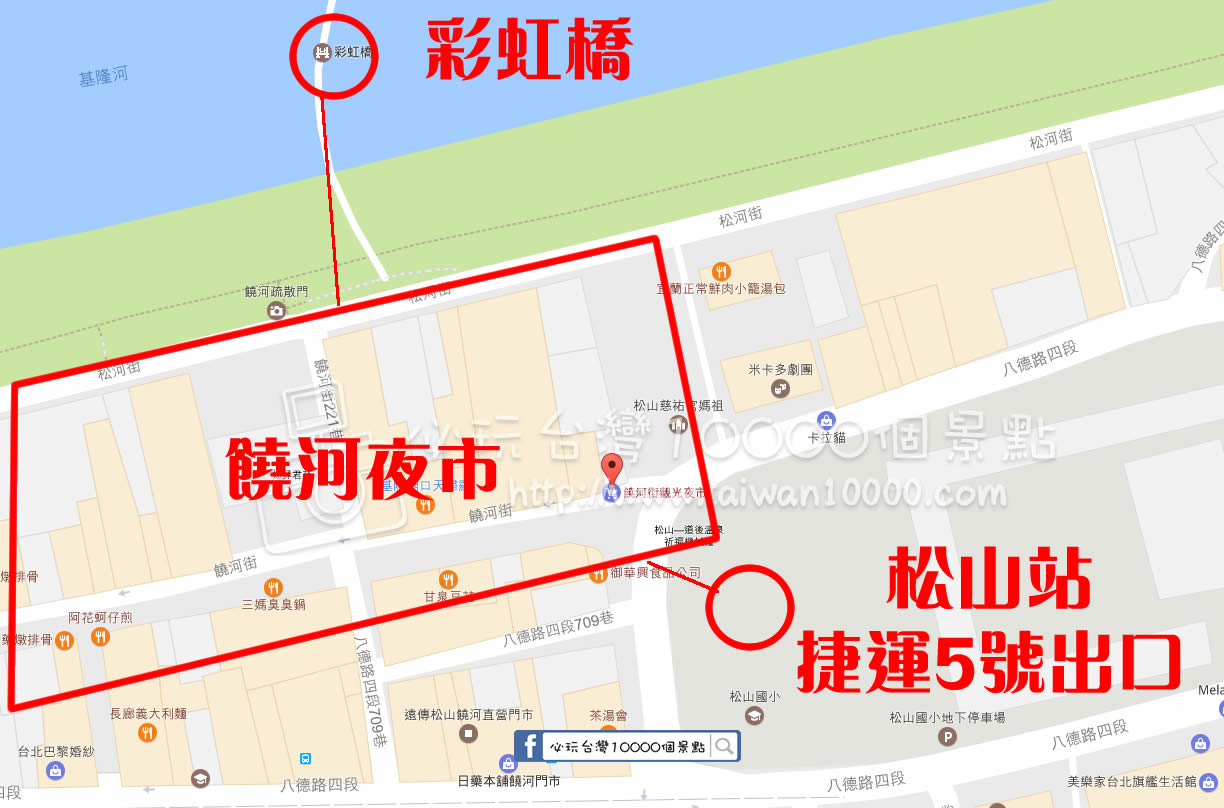 彩虹橋
彩虹橋
基隆河
松河街
松河街
八德路四
宜蘭正常鮮肉小籠湯包
饒河疏散門
松河街
松河街
八德路四段
米卡多劇團
饒河街221巷
松山慈祐宮媽祖
卡拉貓
必玩台灣10000個景點
饒河夜市
饒河街觀光夜市
http://www.taiwan10000.com
饒河街
松山—道後溫泉
御華興食品公司
松山站
捷運5號出口
饒河街
燉排骨
甘泉豆花
三媽臭臭鍋
阿花蚵仔煎
藥燉排骨
八德路四段709巷
八德路四段709巷
松山國小
松山國小地下停車場
P
Mela
長廊義大利麵
遠傳松山饒河直營門市
茶湯會
八德路四段
台北巴黎婚紗
f 必玩台灣10000個景點
日藥本舖饒河門市
八德路四段
八德路四段
四段
美樂家台北旗艦生活館